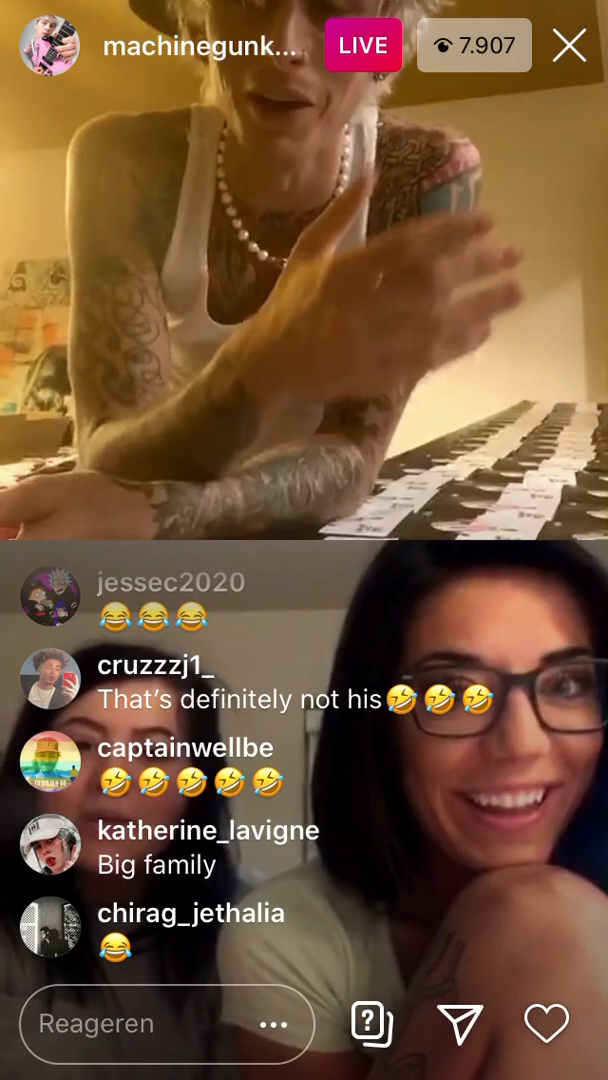 machinegunk...
LIVE
7.907
jessec2020
😂😂😂
cruzzzj1_
That's definitely not his🤣🤣🤣
captainwellbe
🤣🤣🤣🤣🤣
katherine_lavigne
Big family
chirag_jethalia
😂
Reageren